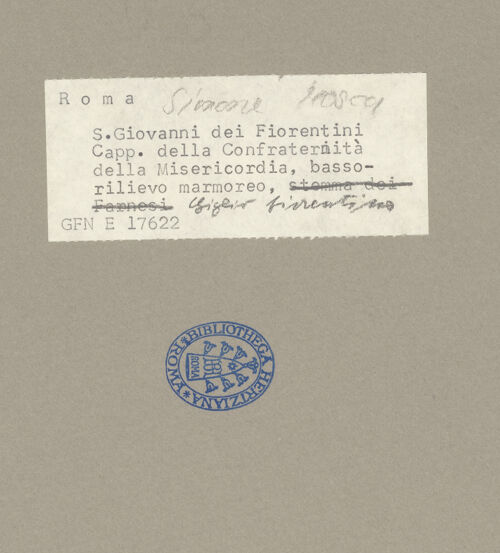 Roma Simone Mosca
S.Giovanni dei Fiorentini
Capp. della Confraternità
della Misericordia, basso-
rilievo marmoreo, stemma dei
Farnesi Giglio fiorentino
GFN E 17622
*BIBLIOTHECA HERTZIANA*ROMA
ROMA